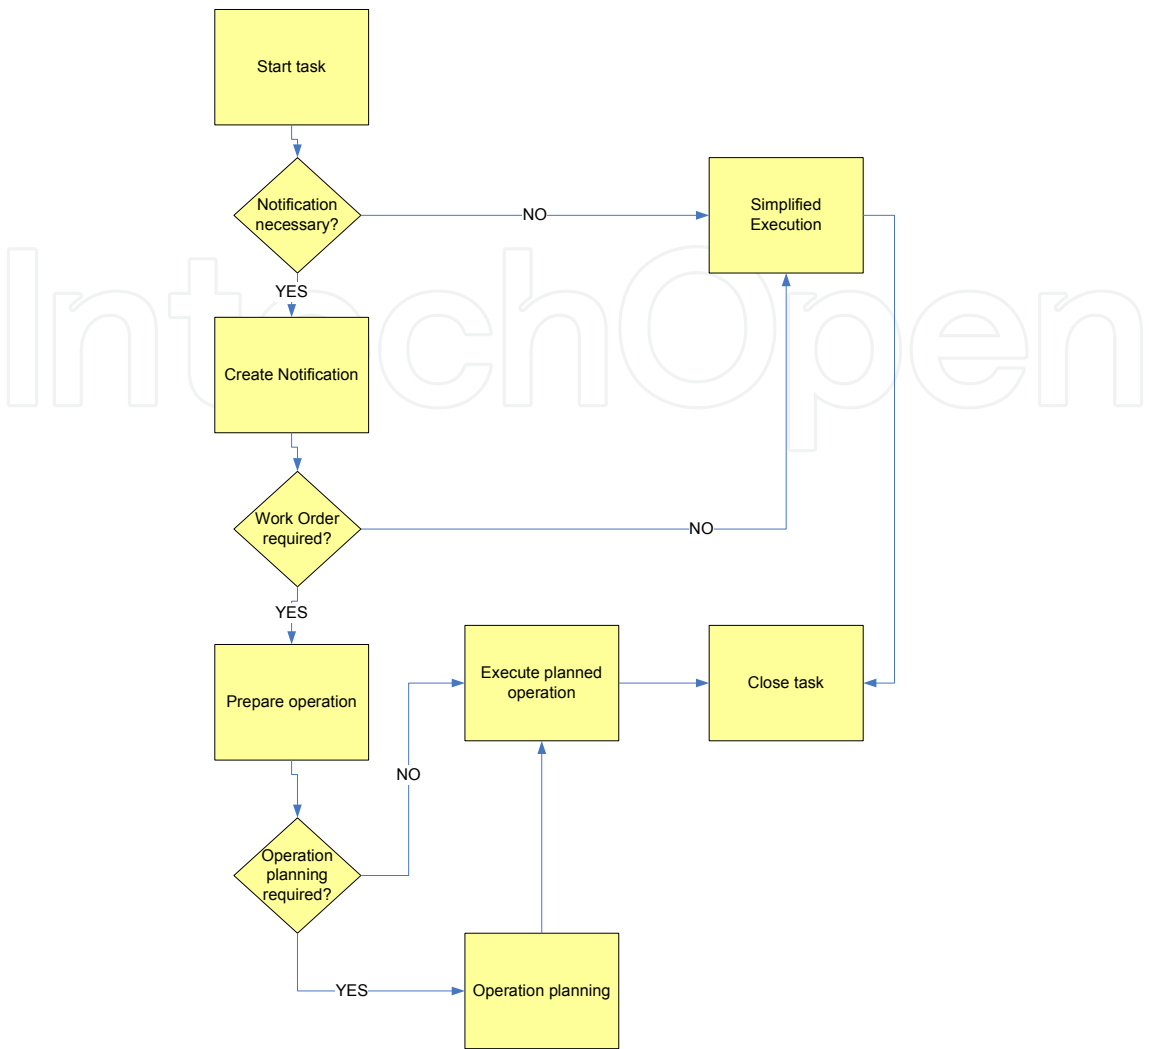 Start task
Notification
necessary?
NO
Simplified
Execution
YES
IntechOpen
Create Notification
Work Order
required?
NO
YES
Prepare operation
Execute planned
operation
Close task
NO
Operation
planning
required?
YES
Operation planning